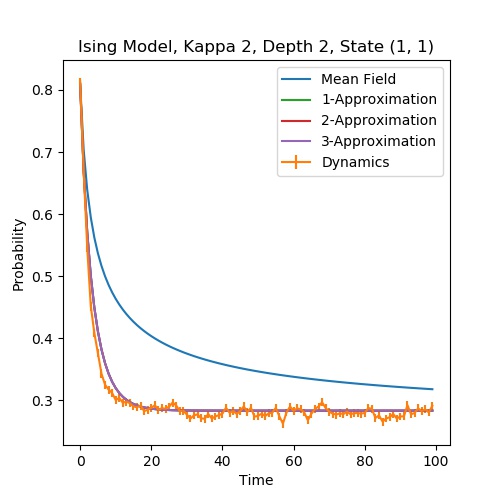 Ising Model, Kappa 2, Depth 2, State (1, 1)
Mean Field
1-Approximation
2-Approximation
3-Approximation
Dynamics
Probability
0.8
0.7
0.6
0.5
0.4
0.3
0 20 40 60 80 100
Time